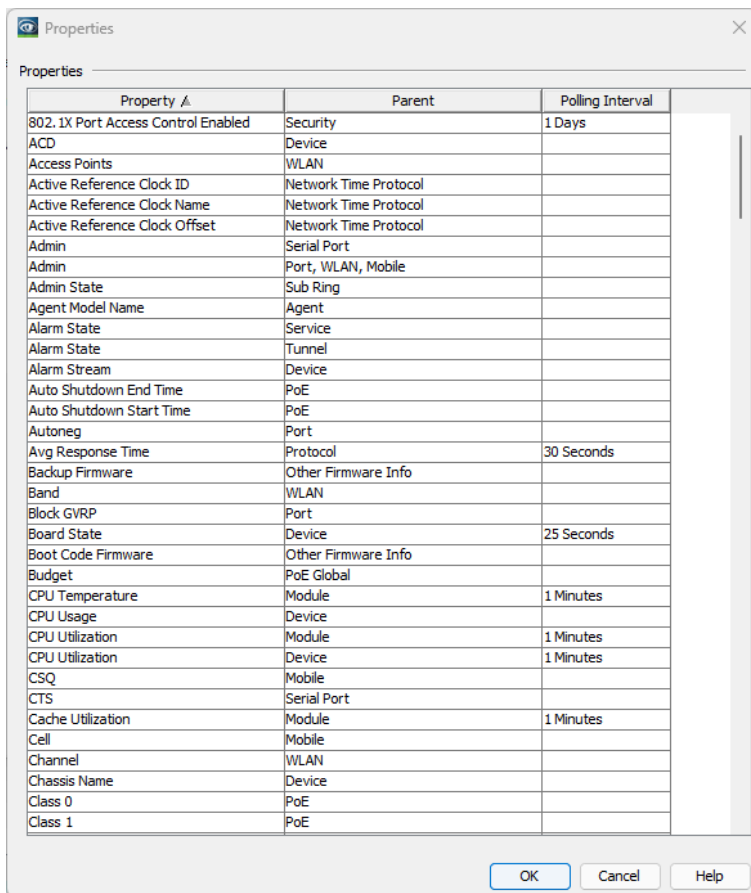 Properties
Properties
Property Parent Polling Interval
802.1X Port Access Control Enabled Security 1 Days
ACD Device
Access Points WLAN
Active Reference Clock ID Network Time Protocol
Active Reference Clock Name Network Time Protocol
Active Reference Clock Offset Network Time Protocol
Admin Serial Port
Admin Port, WLAN, Mobile
Admin State Sub Ring
Agent Model Name Agent
Alarm State Service
Alarm State Tunnel
Alarm Stream Device
Auto Shutdown End Time PoE
Auto Shutdown Start Time PoE
Autoneg Port
Avg Response Time Protocol 30 Seconds
Backup Firmware Other Firmware Info
Band WLAN
Block GVRP Port
Board State Device 25 Seconds
Boot Code Firmware Other Firmware Info
Budget PoE Global
CPU Temperature Module 1 Minutes
CPU Usage Device
CPU Utilization Module 1 Minutes
CPU Utilization Device 1 Minutes
CSQ Mobile
CTS Serial Port
Cache Utilization Module 1 Minutes
Cell Mobile
Channel WLAN
Chassis Name Device
Class 0 PoE
Class 1 PoE
OK Cancel Help